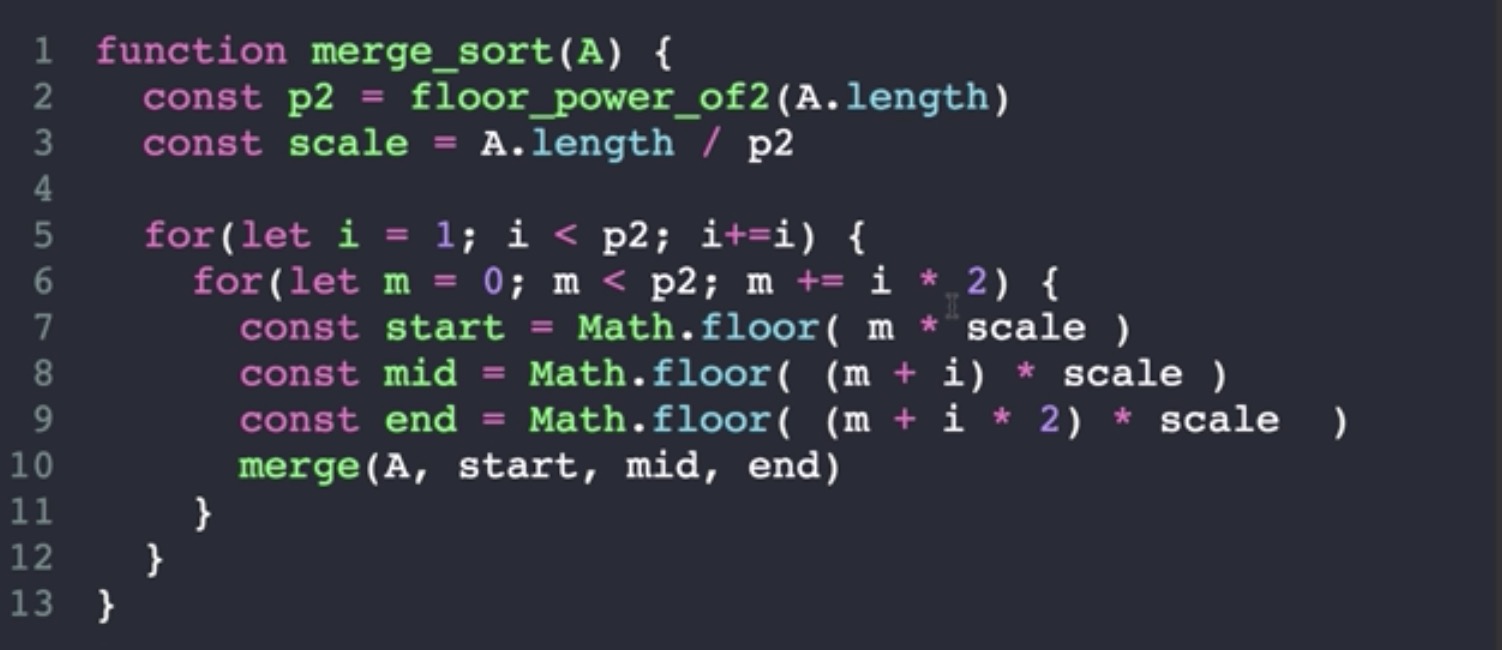 1 function merge_sort(A) {
2   const p2 = floor_power_of2(A.length)
3   const scale = A.length / p2
4
5   for(let i = 1; i < p2; i+=i) {
6     for(let m = 0; m < p2; m += i * 2) {
7       const start = Math.floor( m * scale )
8       const mid = Math.floor( (m + i) * scale )
9       const end = Math.floor( (m + i * 2) * scale  )
10       merge(A, start, mid, end)
11     }
12   }
13 }